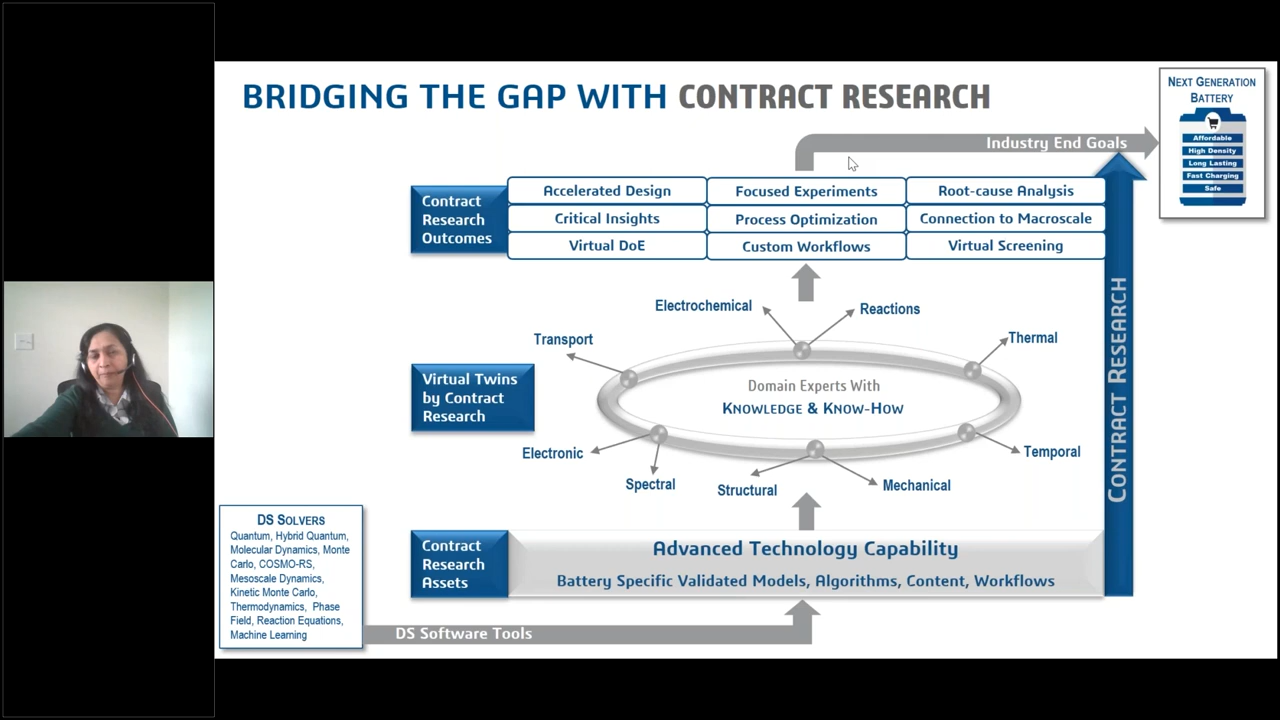 BRIDGING THE GAP WITH CONTRACT RESEARCH
NEXT GENERATION
BATTERY
Affordable
High Density
Long Lasting
Fast Charging
Safe
Industry End Goals
Contract
Research
Outcomes
Accelerated Design
Focused Experiments
Root-cause Analysis
Critical Insights
Process Optimization
Connection to Macroscale
Virtual DoE
Custom Workflows
Virtual Screening
CONTRACT RESEARCH
Electrochemical
Reactions
Transport
Thermal
Virtual Twins
by Contract
Research
Domain Experts With
KNOWLEDGE & KNOW-HOW
Electronic
Spectral
Structural
Mechanical
Temporal
DS SOLVERS
Quantum, Hybrid Quantum,
Molecular Dynamics, Monte
Carlo, COSMO-RS,
Mesoscale Dynamics,
Kinetic Monte Carlo,
Thermodynamics, Phase
Field, Reaction Equations,
Machine Learning
Contract
Research
Assets
Advanced Technology Capability
Battery Specific Validated Models, Algorithms, Content, Workflows
DS Software Tools